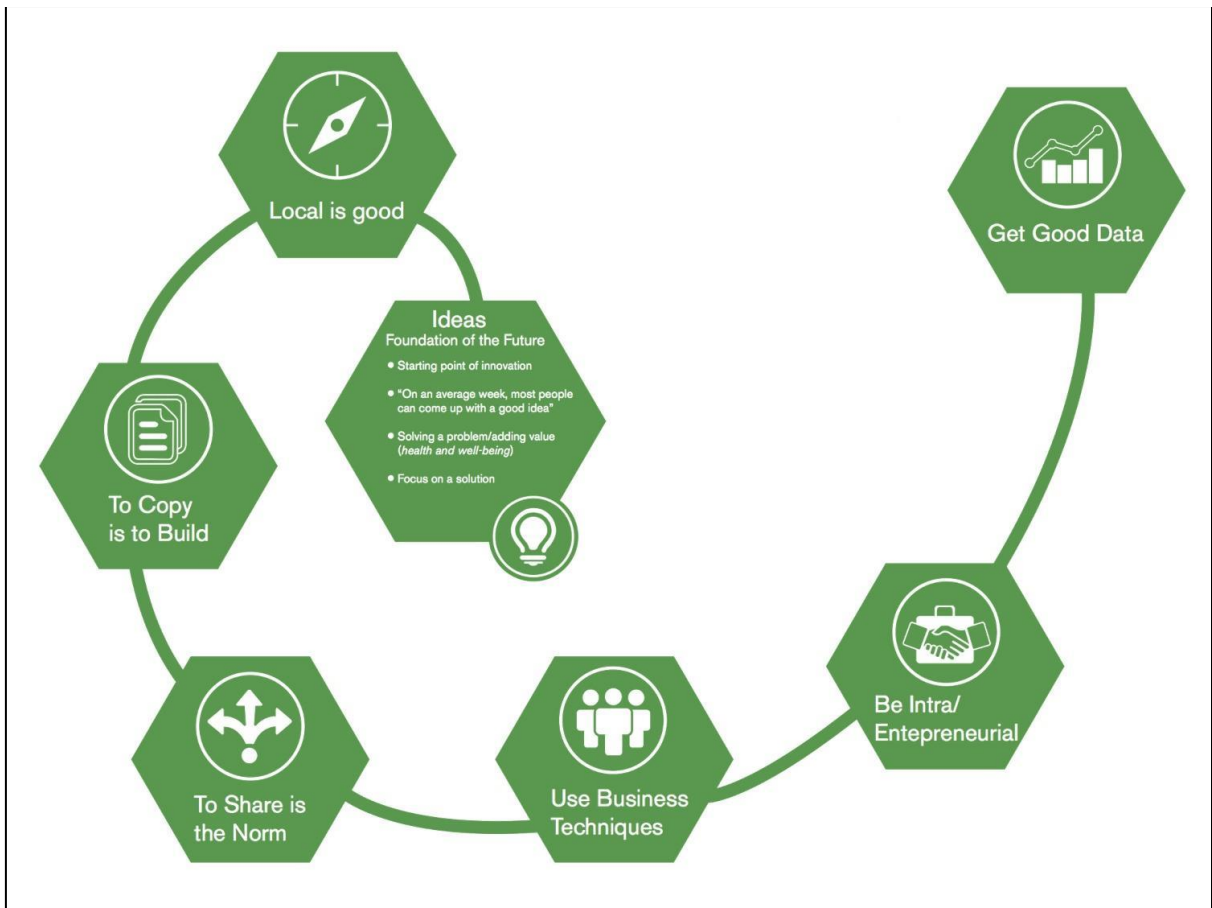 Local is good
Get Good Data
Ideas
Foundation of the Future
● Starting point of innovation
● “On an average week, most people
can come up with a good idea”
● Solving a problem/adding value
(health and well-being)
● Focus on a solution
To Copy
is to Build
To Share is
the Norm
Use Business
Techniques
Be Intra/
Entepreneurial